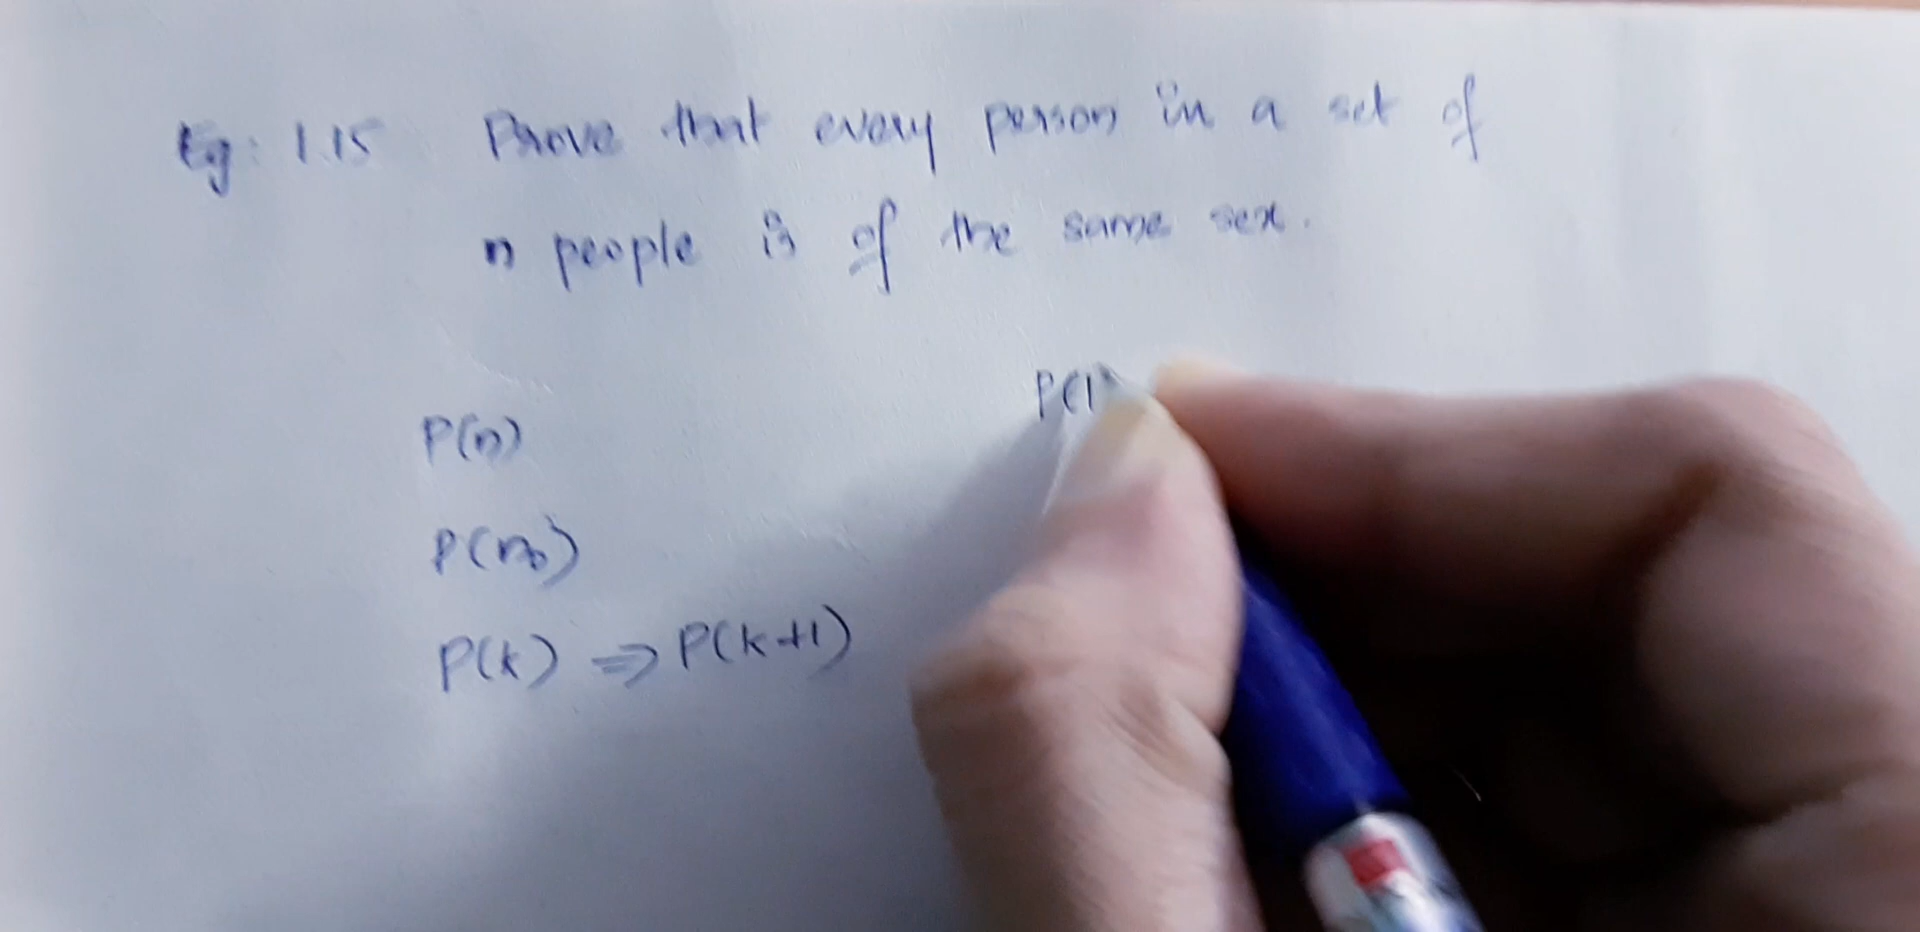 Eg: 1.15 Prove that every person in a set of
n people is of the same sex.
P(n)
P(1)
P(n₀)
P(k) ⇒ P(k+1)